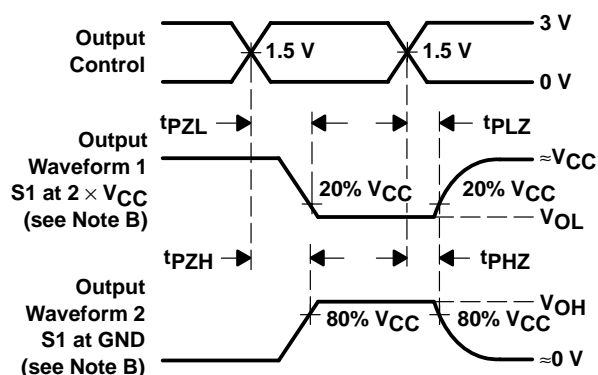 Output
Control
1.5 V
1.5 V
3 V
0 V
tPZL
tPLZ
Output
Waveform 1
S1 at 2 × VCC
(see Note B)
20% VCC
20% VCC
≈VCC
VOL
tPZH
tPHZ
Output
Waveform 2
S1 at GND
(see Note B)
80% VCC
80% VCC
VOH
≈0 V